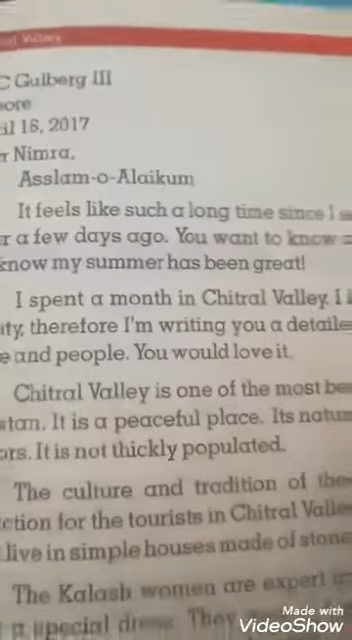 Valley
C Gulberg III
ore
il 16, 2017
r Nimra,
Asslam-o-Alaikum
It feels like such a long time since I
r a few days ago. You want to know
know my summer has been great!
I spent a month in Chitral Valley. I
ty, therefore I'm writing you a detaile
e and people. You would love it.
Chitral Valley is one of the most be
stan. It is a peaceful place. Its natu
ors. It is not thickly populated.
The culture and tradition of the
ction for the tourists in Chitral Valle
live in simple houses made of stone
The Kalash women are expert in
a special dress. They
Made with
VideoShow